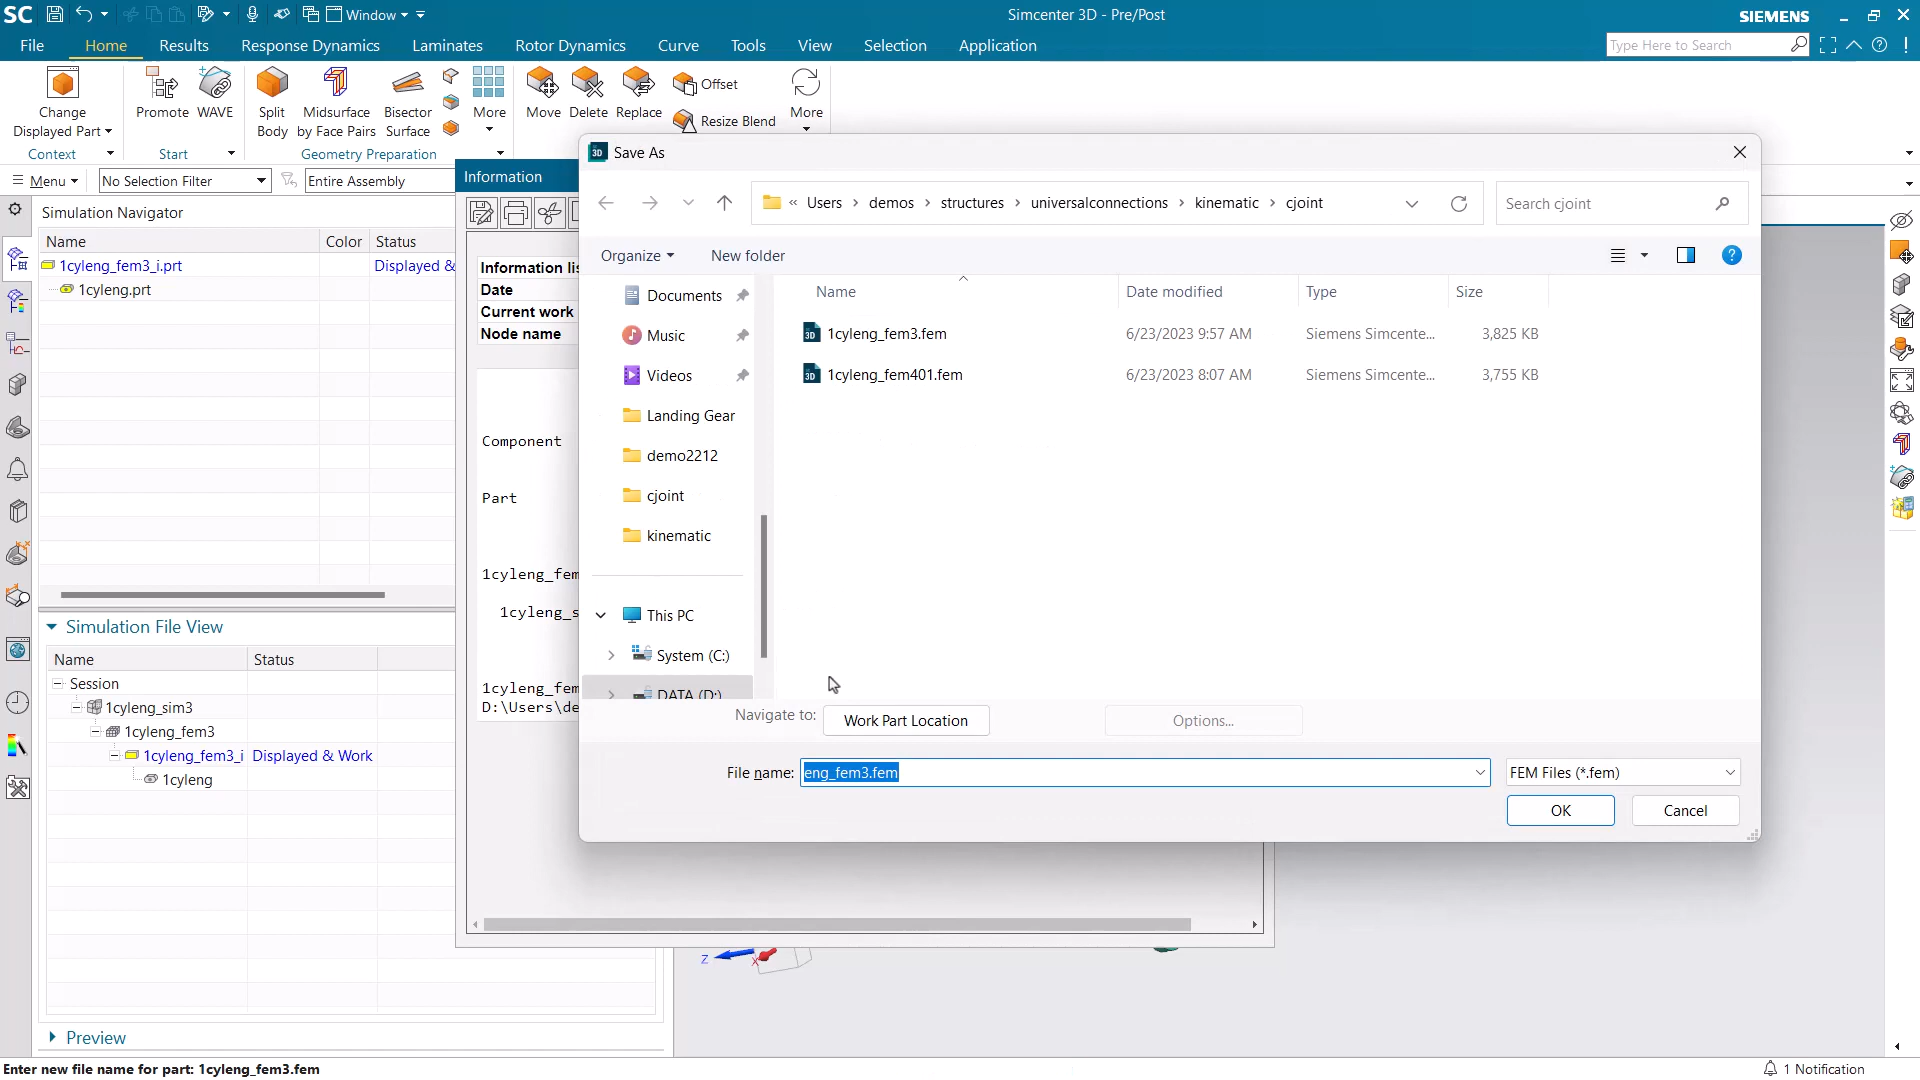 SC Window Simcenter 3D - Pre/Post SIEMENS
File Home Results Response Dynamics Laminates Rotor Dynamics Curve Tools View Selection Application Type Here to Search
Change Displayed Part
Promote
WAVE
Split Body
Midsurface by Face Pairs
Bisector Surface
More
Move
Delete
Replace
Offset
Resize Blend
More
Context Start Geometry Preparation
Menu No Selection Filter Entire Assembly
Simulation Navigator
Name Color Status
1cyleng_fem3_i.prt Displayed &
1cyleng.prt
Simulation File View
Name Status
Session
1cyleng_sim3
1cyleng_fem3
1cyleng_fem3_i Displayed & Work
1cyleng
Preview
Information
Information lis
Date
Current work
Node name
Component
Part
1cyleng_fem
1cyleng_s
1cyleng_fem
D:\Users\de
Save As
« Users > demos > structures > universalconnections > kinematic > cjoint
Search cjoint
Organize New folder
Documents
Music
Videos
Landing Gear
demo2212
cjoint
kinematic
This PC
System (C:)
DATA (D:)
Name Date modified Type Size
1cyleng_fem3.fem 6/23/2023 9:57 AM Siemens Simcente... 3,825 KB
1cyleng_fem401.fem 6/23/2023 8:07 AM Siemens Simcente... 3,755 KB
Navigate to: Work Part Location Options...
File name: eng_fem3.fem FEM Files (*.fem)
OK Cancel
Z X
Enter new file name for part: 1cyleng_fem3.fem 1 Notification